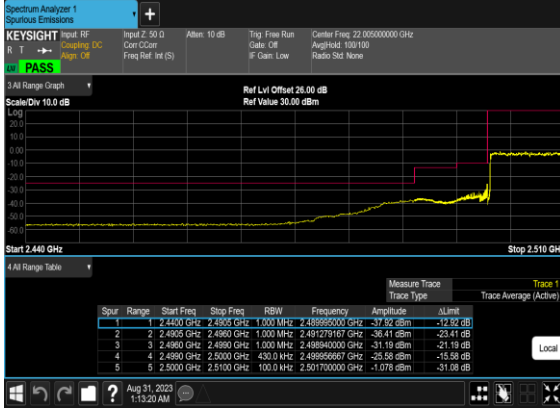 Spectrum Analyzer 1
Spurious Emissions
+
KEYSIGHT Input: RF Input Z: 50 Ω Atten: 10 dB Trig: Free Run Center Freq: 22.005000000 GHz
R T Coupling: DC Corr CCorr Gate: Off Avg|Hold: 100/100
Align: Off Freq Ref: Int (S) IF Gain: Low Radio Std: None
LXI PASS
3 All Range Graph
Ref Lvl Offset 26.00 dB
Scale/Div 10.0 dB Ref Value 30.00 dBm
Log
20.0
10.0
0.00
-10.0
-20.0
-30.0
-40.0
-50.0
-60.0
Start 2.440 GHz Stop 2.510 GH
4 All Range Table
Measure Trace Trace 1
Trace Type Trace Average (Active)
Spur Range Start Freq Stop Freq RBW Frequency Amplitude ΔLimit
1 1 2.4400 GHz 2.4905 GHz 1.000 MHz 2.489995000 GHz -37.92 dBm -12.92 dB
2 2 2.4905 GHz 2.4960 GHz 1.000 MHz 2.491279167 GHz -36.41 dBm -23.41 dB
3 3 2.4960 GHz 2.4990 GHz 1.000 MHz 2.498940000 GHz -31.19 dBm -21.19 dB
4 4 2.4990 GHz 2.5000 GHz 430.0 kHz 2.499956667 GHz -25.58 dBm -15.58 dB
5 5 2.5000 GHz 2.5100 GHz 100.0 kHz 2.501700000 GHz -1.078 dBm -31.08 dB
Local
? Aug 31, 2023
1:13:20 AM